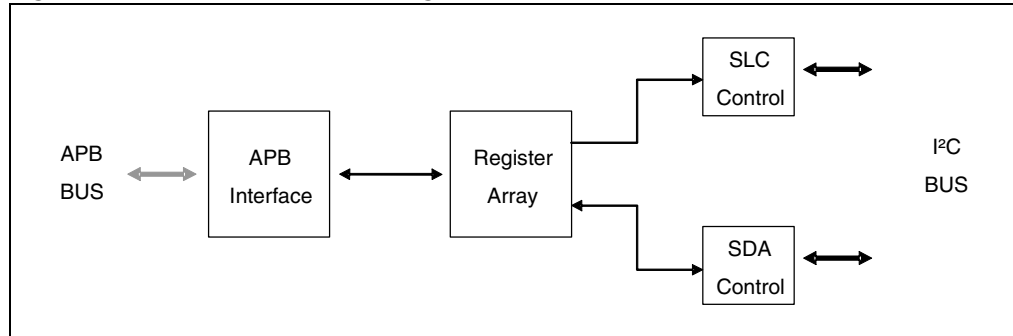 APB
BUS
APB
Interface
Register
Array
SLC
Control
SDA
Control
I²C
BUS